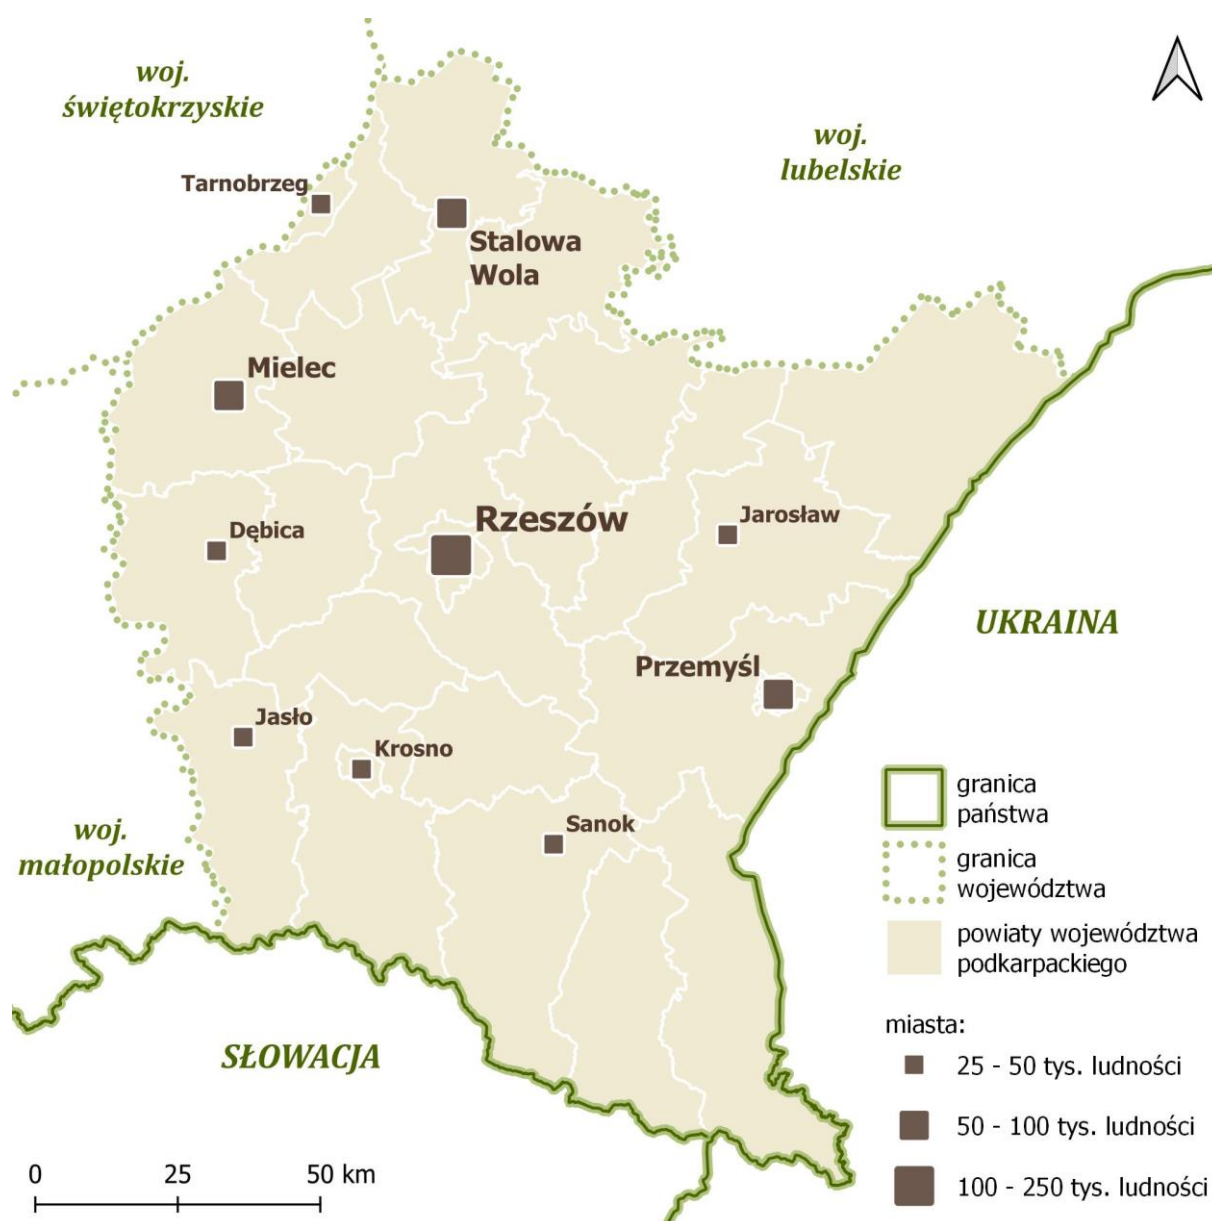 woj.
świętokrzyskie
woj.
lubelskie
Tarnobrzeg
Stalowa
Wola
Mielec
Rzeszów
Dębica
Jarosław
UKRAINA
Przemyśl
Jasło
Krosno
Sanok
woj.
małopolskie
SŁOWACJA
granica
państwa
granica
województwa
powiaty województwa
podkarpackiego
miasta:
25 - 50 tys. ludności
50 - 100 tys. ludności
100 - 250 tys. ludności
0 25 50 km